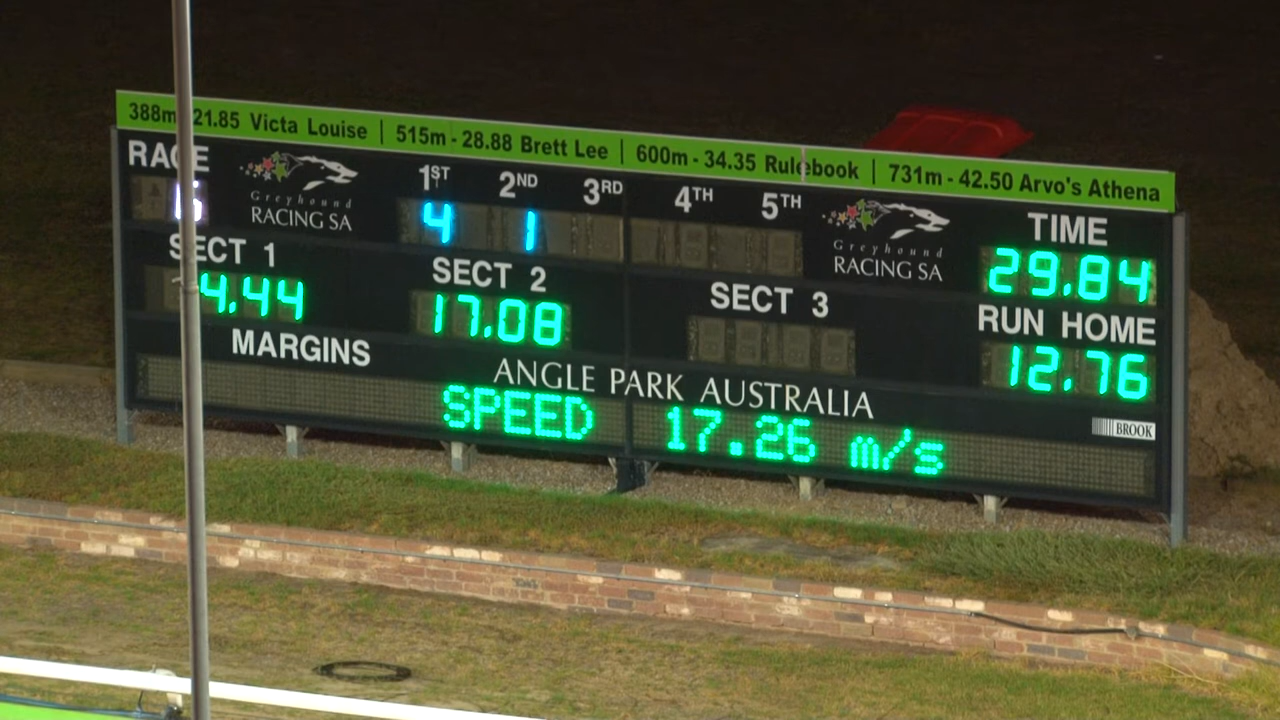 388m 21.85 Victa Louise | 515m - 28.88 Brett Lee | 600m - 34.35 Rulebook | 731m - 42.50 Arvo's Athena
RACE
Greyhound
RACING SA
1ST 2ND 3RD 4TH 5TH
4 1
Greyhound
RACING SA
TIME
29.84
SECT 1
4.44
SECT 2
17.08
SECT 3
RUN HOME
12.76
MARGINS
ANGLE PARK AUSTRALIA
SPEED 17.26 m/s
BROOK